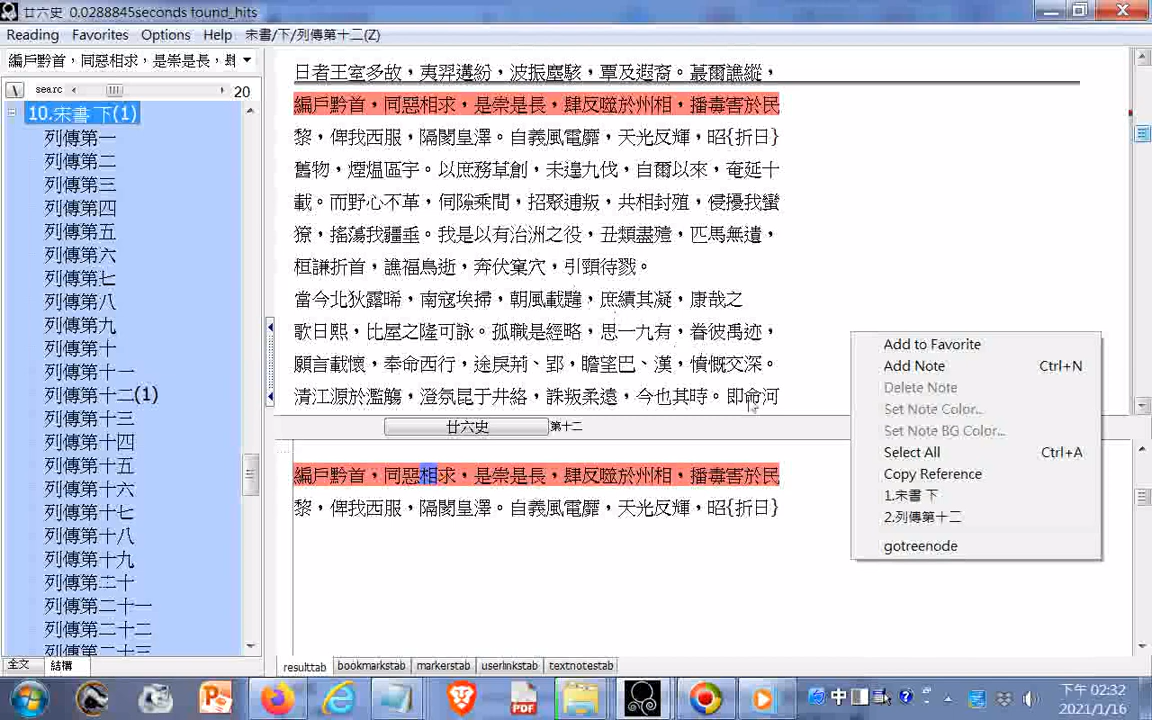 廿六史 0.0288845seconds found_hits
Reading Favorites Options Help 宋書/下/列傳第十二(Z)
編戶黔首，同惡相求，是崇是長，
searc
20
10.宋書 下(1)
列傳第一
列傳第二
列傳第三
列傳第四
列傳第五
列傳第六
列傳第七
列傳第八
列傳第九
列傳第十
列傳第十一
列傳第十二(1)
列傳第十三
列傳第十四
列傳第十五
列傳第十六
列傳第十七
列傳第十八
列傳第十九
列傳第二十
列傳第二十一
列傳第二十二
列傳第二十三
全文 結構
日者王室多故，夷羿遘紛，波振塵駭，覃及遐裔。蕞爾譙縱，
編戶黔首，同惡相求，是崇是長，肆反噬於州相，播毒害於民
黎，俾我西服，隔閡皇澤。自義風電靡，天光反輝，昭{折日}
舊物，煙熅區宇。以庶務草創，未遑九伐，自爾以來，奄延十
載。而野心不革，伺隙乘間，招聚逋叛，共相封殖，侵擾我蠻
獠，搖蕩我疆垂。我是以有治洲之役，丑類盡殪，匹馬無遺，
桓謙折首，譙福鳥逝，奔伏窠穴，引頸待戮。
當今北狄露晞，南寇埃掃，朝風載韙，庶績其凝，康哉之
歌日熙，比屋之隆可詠。孤職是經略，思一九有，眷彼禹迹，
願言載懷，奉命西行，途戾荊、郢，瞻望巴、漢，憤慨交深。
清江源於濫觴，澄氛昆于井絡，誅叛柔遠，今也其時。即命河
廿六史 第十二
編戶黔首，同惡相求，是崇是長，肆反噬於州相，播毒害於民
黎，俾我西服，隔閡皇澤。自義風電靡，天光反輝，昭{折日}
resulttab bookmarkstab markerstab userlnkstab textnotestab
Add to Favorite
Add Note Ctrl+N
Delete Note
Set Note Color...
Set Note BG Color...
Select All Ctrl+A
Copy Reference
1.宋書 下
2.列傳第十二
gotreenode
PDF
中
下午 02:32
2021/1/16